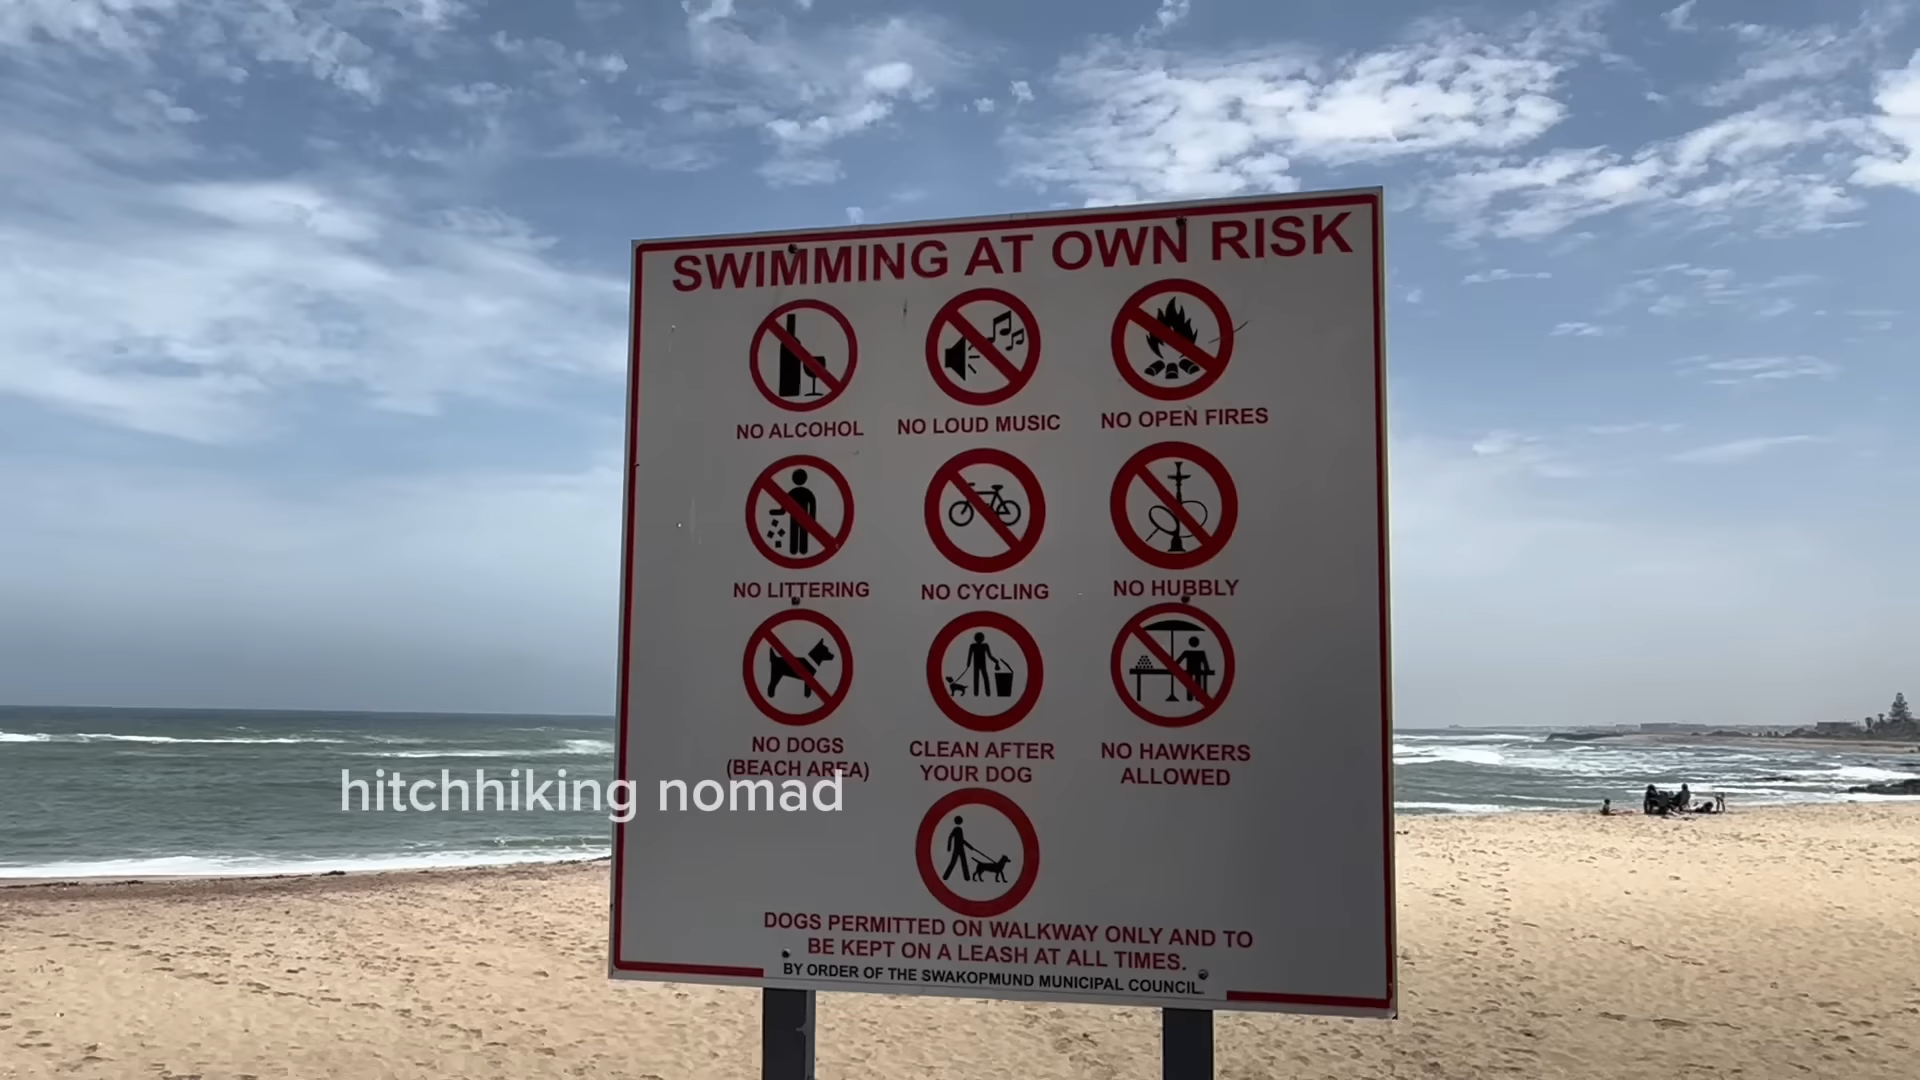 SWIMMING AT OWN RISK
NO ALCOHOL
NO LOUD MUSIC
NO OPEN FIRES
NO LITTERING
NO CYCLING
NO HUBBLY
NO DOGS
(BEACH AREA)
CLEAN AFTER
YOUR DOG
NO HAWKERS
ALLOWED
hitchhiking nomad
DOGS PERMITTED ON WALKWAY ONLY AND TO
BE KEPT ON A LEASH AT ALL TIMES.
BY ORDER OF THE SWAKOPMUND MUNICIPAL COUNCIL